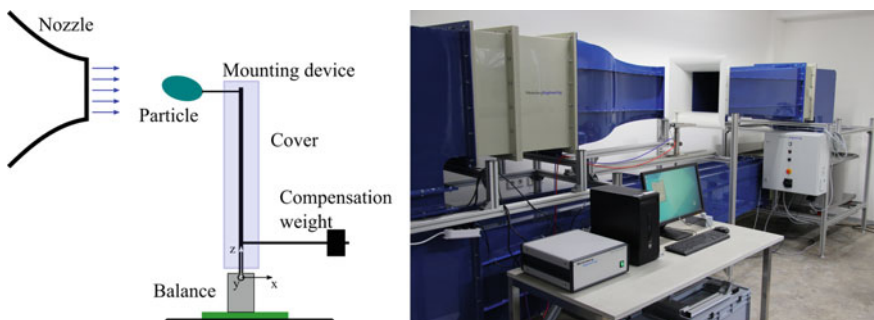 Nozzle
Mounting device
Particle
Cover
Compensation
weight
z
y
x
Balance